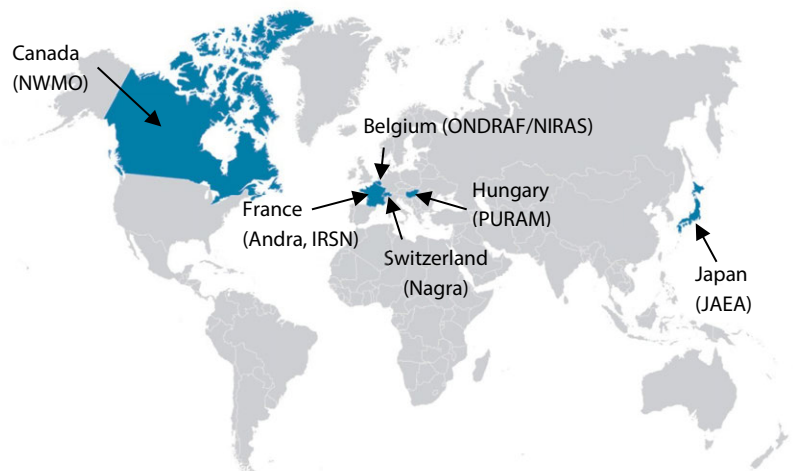 Canada
(NWMO)
Belgium (ONDRAF/NIRAS)
France
(Andra, IRSN)
Hungary
(PURAM)
Switzerland
(Nagra)
Japan
(JAEA)